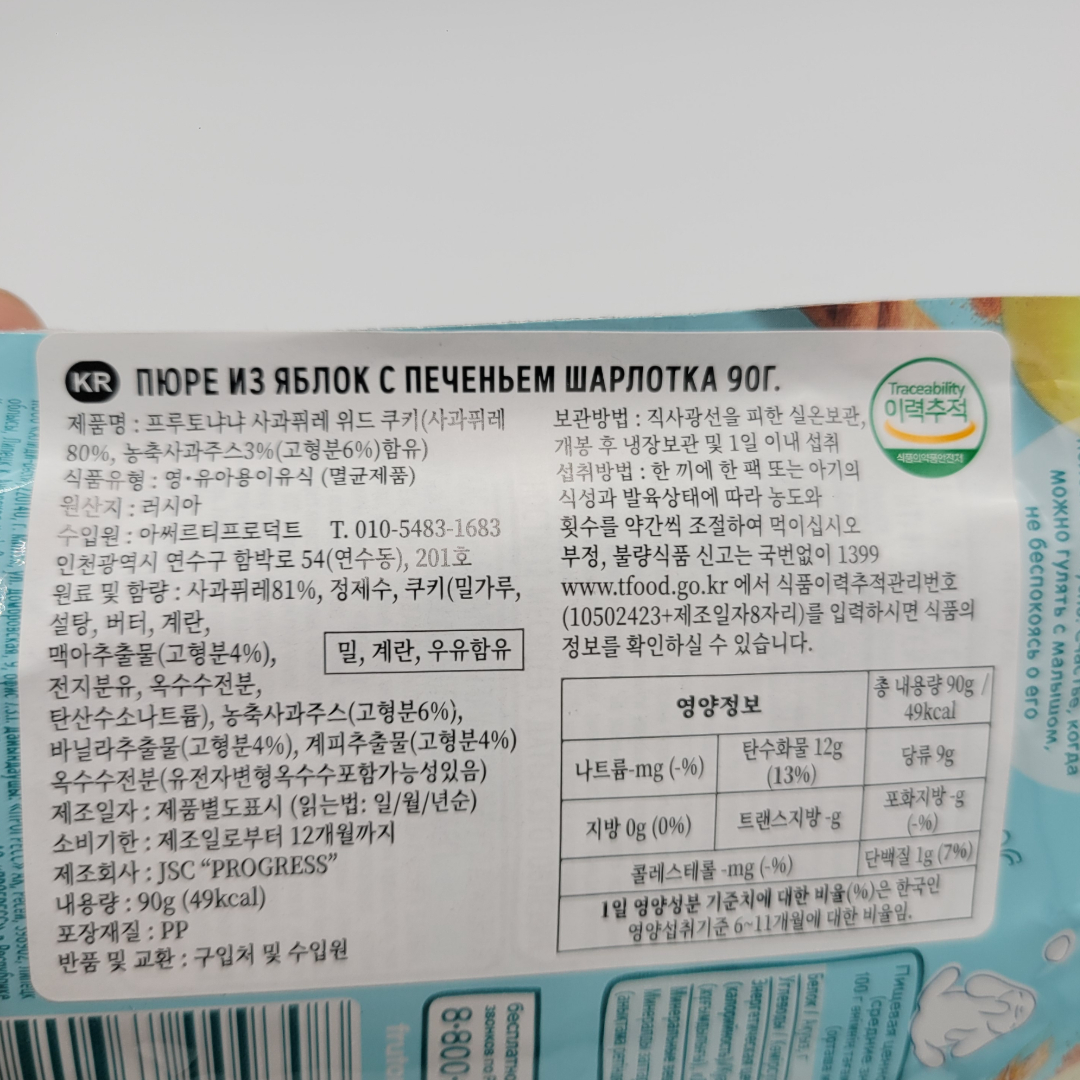 KR ПЮРЕ ИЗ ЯБЛОК С ПЕЧЕНЬЕМ ШАРЛОТКА 90Г.
제품명 : 프루토냐냐 사과퓌레 위드 쿠키(사과퓌레
80%, 농축사과주스3%(고형분6%)함유)
식품유형 : 영·유아용이유식 (멸균제품)
원산지 : 러시아
수입원 : 아써르티프로덕트 T. 010-5483-1683
인천광역시 연수구 함박로 54(연수동), 201호
원료 및 함량 : 사과퓌레81%, 정제수, 쿠키(밀가루,
설탕, 버터, 계란,
맥아추출물(고형분4%),
전지분유, 옥수수전분,
탄산수소나트륨), 농축사과주스(고형분6%),
바닐라추출물(고형분4%), 계피추출물(고형분4%)
옥수수전분(유전자변형옥수수포함가능성있음)
제조일자 : 제품별도표시 (읽는법: 일/월/년순)
소비기한 : 제조일로부터 12개월까지
제조회사 : JSC “PROGRESS”
내용량 : 90g (49kcal)
포장재질 : PP
반품 및 교환 : 구입처 및 수입원
밀, 계란, 우유함유
보관방법 : 직사광선을 피한 실온보관,
개봉 후 냉장보관 및 1일 이내 섭취
섭취방법 : 한 끼에 한 팩 또는 아기의
식성과 발육상태에 따라 농도와
횟수를 약간씩 조절하여 먹이십시오
부정, 불량식품 신고는 국번없이 1399
www.tfood.go.kr 에서 식품이력추적관리번호
(10502423+제조일자8자리)를 입력하시면 식품의
정보를 확인하실 수 있습니다.
Traceability
이력추적
식품의약품안전처
영양정보
총 내용량 90g /
49kcal
나트륨-mg (-%)
탄수화물 12g
(13%)
당류 9g
지방 0g (0%)
트랜스지방 -g
포화지방 -g
(-%)
콜레스테롤 -mg (-%)
단백질 1g (7%)
1일 영양성분 기준치에 대한 비율(%)은 한국인
영양섭취기준 6~11개월에 대한 비율임.
когда
можно гулять с малышом,
не беспокоясь о его
8-800-